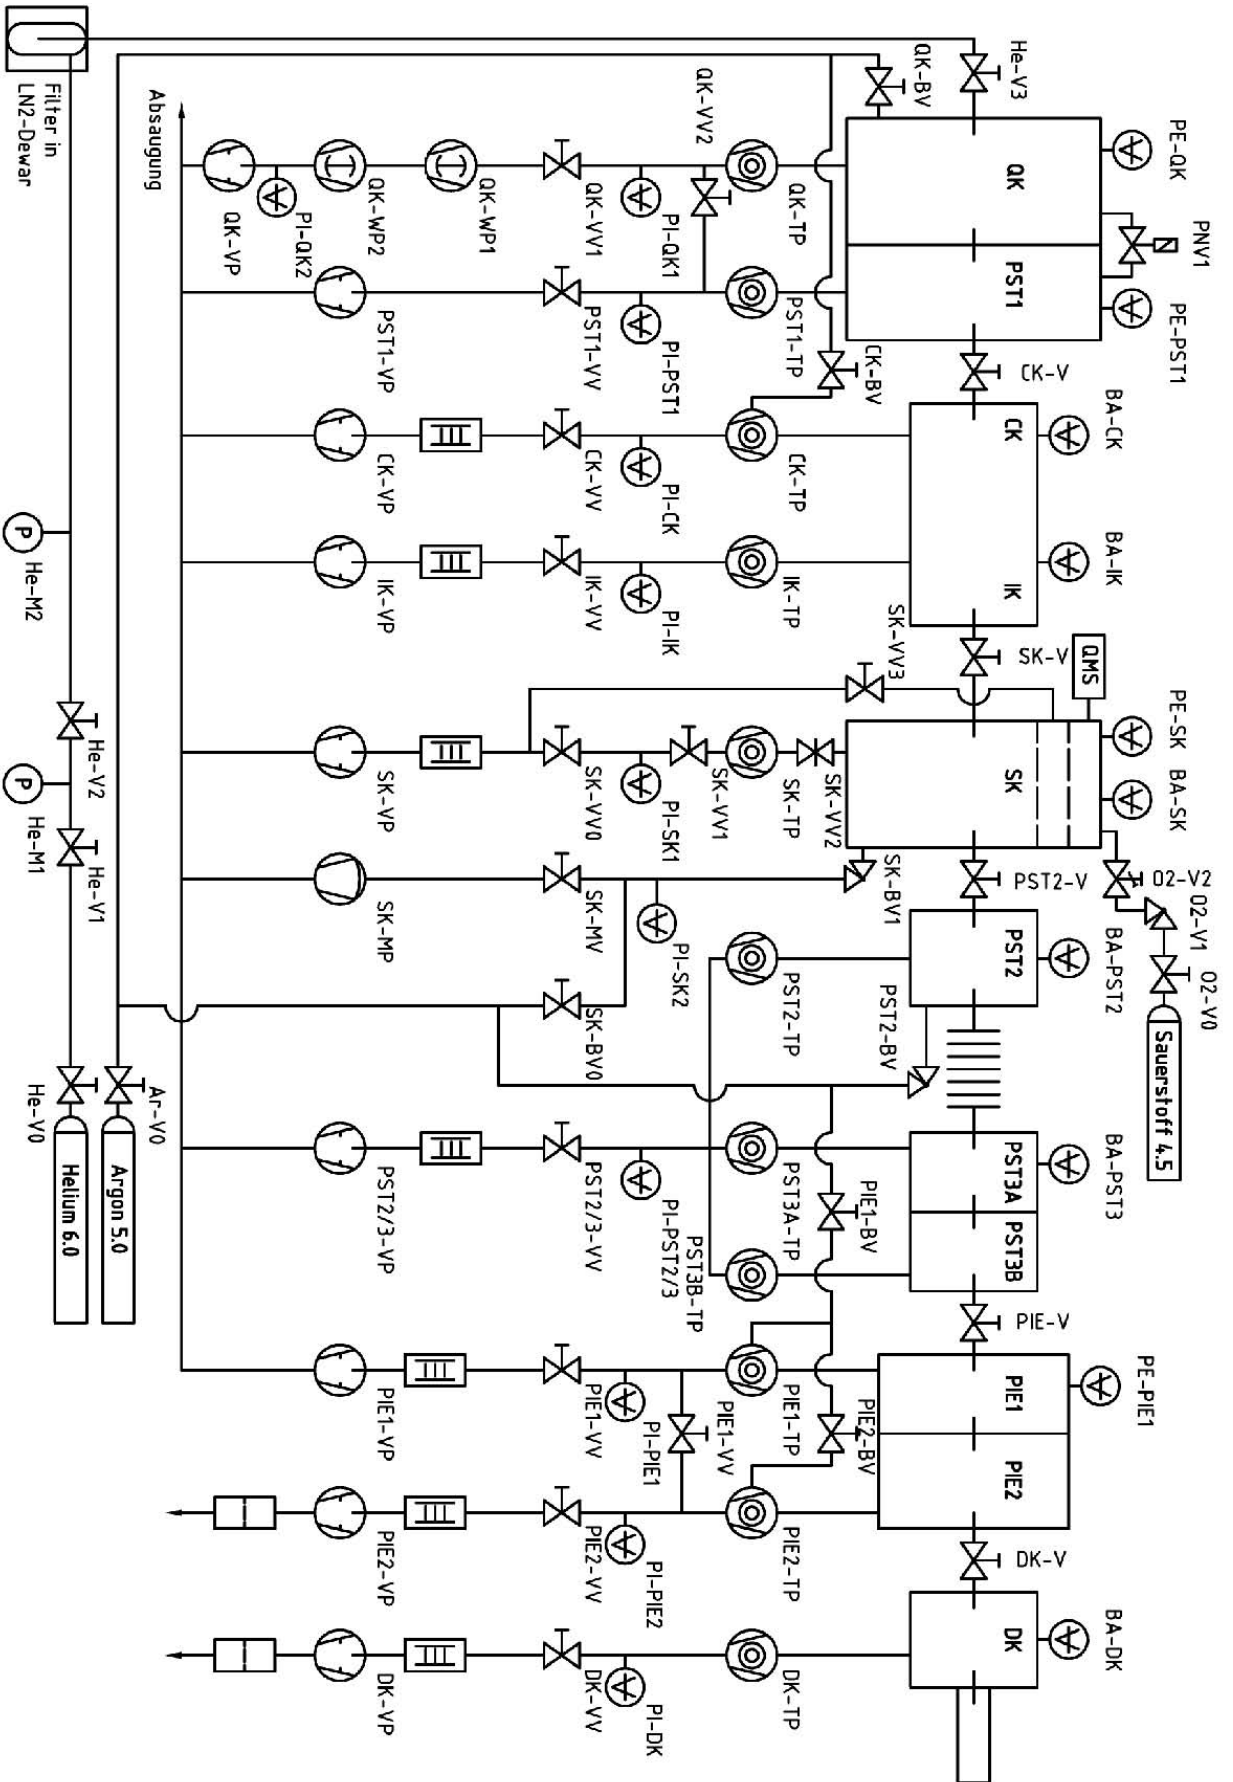 Filter in
LN2-Dewar
Absaugung
QK-VP
PI-QK2
QK-WP2
QK-WP1
QK-VV1
PI-QK1
QK-VV2
QK-TP
QK-BV
He-V3
QK
PE-QK
PNV1
PST1
PE-PST1
PST1-VP
PST1-VV
PI-PST1
PST1-TP
CK-BV
CK-V
CK
BA-CK
CK-VP
CK-VV
PI-CK
CK-TP
IK
BA-IK
IK-VP
IK-VV
PI-IK
IK-TP
SK-VV3
SK-V
QMS
PE-SK
BA-SK
SK
SK-VP
SK-VV0
PI-SK1
SK-VV1
SK-TP
SK-VV2
SK-MP
SK-MV
PI-SK2
SK-BV1
SK-BV0
PST2-V
O2-V2
O2-V1
O2-V0
Sauerstoff 4.5
PST2
BA-PST2
PST2-TP
PST2-BV
PST2/3-VP
PST2/3-VV
PI-PST2/3
PST3A-TP
PST3B-TP
PIE1-BV
PST3A
PST3B
BA-PST3
PIE-V
PIE1
PE-PIE1
PIE1-VP
PIE1-VV
PI-PIE1
PIE1-VV
PIE1-TP
PIE2-BV
PIE2
PIE2-VP
PIE2-VV
PI-PIE2
PIE2-TP
DK-V
DK
BA-DK
DK-VP
DK-VV
PI-DK
DK-TP
P
He-M2
He-V2
P
He-M1
He-V1
He-V0
Ar-V0
Helium 6.0
Argon 5.0